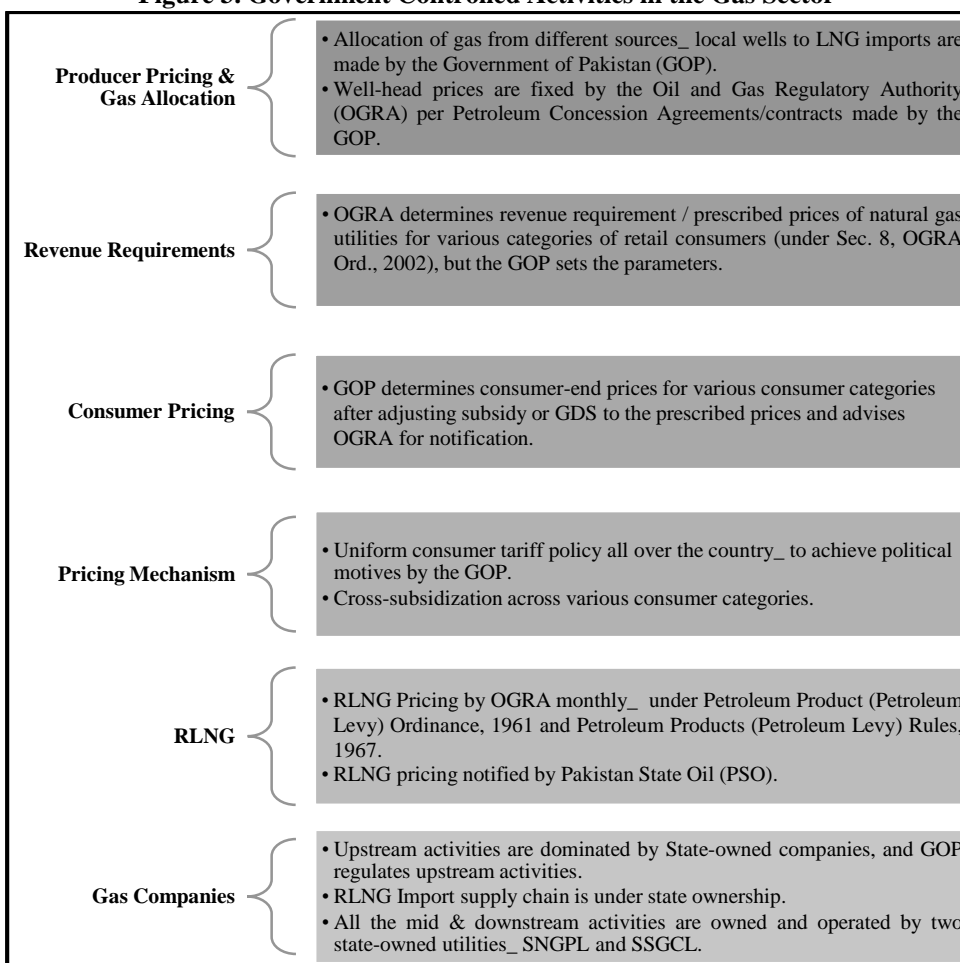 Figure 3: Government Controlled Activities in the Gas Sector
Producer Pricing &
Gas Allocation
• Allocation of gas from different sources_ local wells to LNG imports are
made by the Government of Pakistan (GOP).
• Well-head prices are fixed by the Oil and Gas Regulatory Authority
(OGRA) per Petroleum Concession Agreements/contracts made by the
GOP.
Revenue Requirements
• OGRA determines revenue requirement / prescribed prices of natural gas
utilities for various categories of retail consumers (under Sec. 8, OGRA
Ord., 2002), but the GOP sets the parameters.
Consumer Pricing
• GOP determines consumer-end prices for various consumer categories
after adjusting subsidy or GDS to the prescribed prices and advises
OGRA for notification.
Pricing Mechanism
• Uniform consumer tariff policy all over the country_ to achieve political
motives by the GOP.
• Cross-subsidization across various consumer categories.
RLNG
• RLNG Pricing by OGRA monthly_ under Petroleum Product (Petroleum
Levy) Ordinance, 1961 and Petroleum Products (Petroleum Levy) Rules,
1967.
• RLNG pricing notified by Pakistan State Oil (PSO).
Gas Companies
• Upstream activities are dominated by State-owned companies, and GOP
regulates upstream activities.
• RLNG Import supply chain is under state ownership.
• All the mid & downstream activities are owned and operated by two
state-owned utilities_ SNGPL and SSGCL.